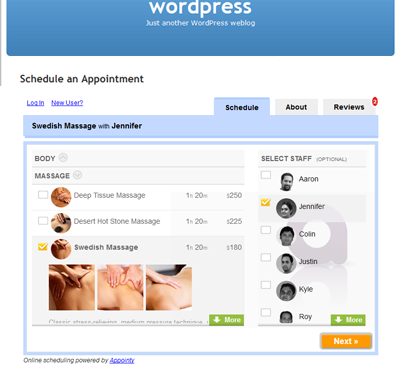 wordpress
Just another WordPress weblog
Schedule an Appointment
Log In New User? Schedule About Reviews 2
Swedish Massage with Jennifer
BODY
MASSAGE
Deep Tissue Massage 1h 20m $250
Desert Hot Stone Massage 1h 20m $225
Swedish Massage 1h 20m $180
Classic stress-relieving, medium pressure technique,
More
SELECT STAFF (OPTIONAL)
Aaron
Jennifer
Colin
Justin
Kyle
Roy
More
Next »
Online scheduling powered by Appointy